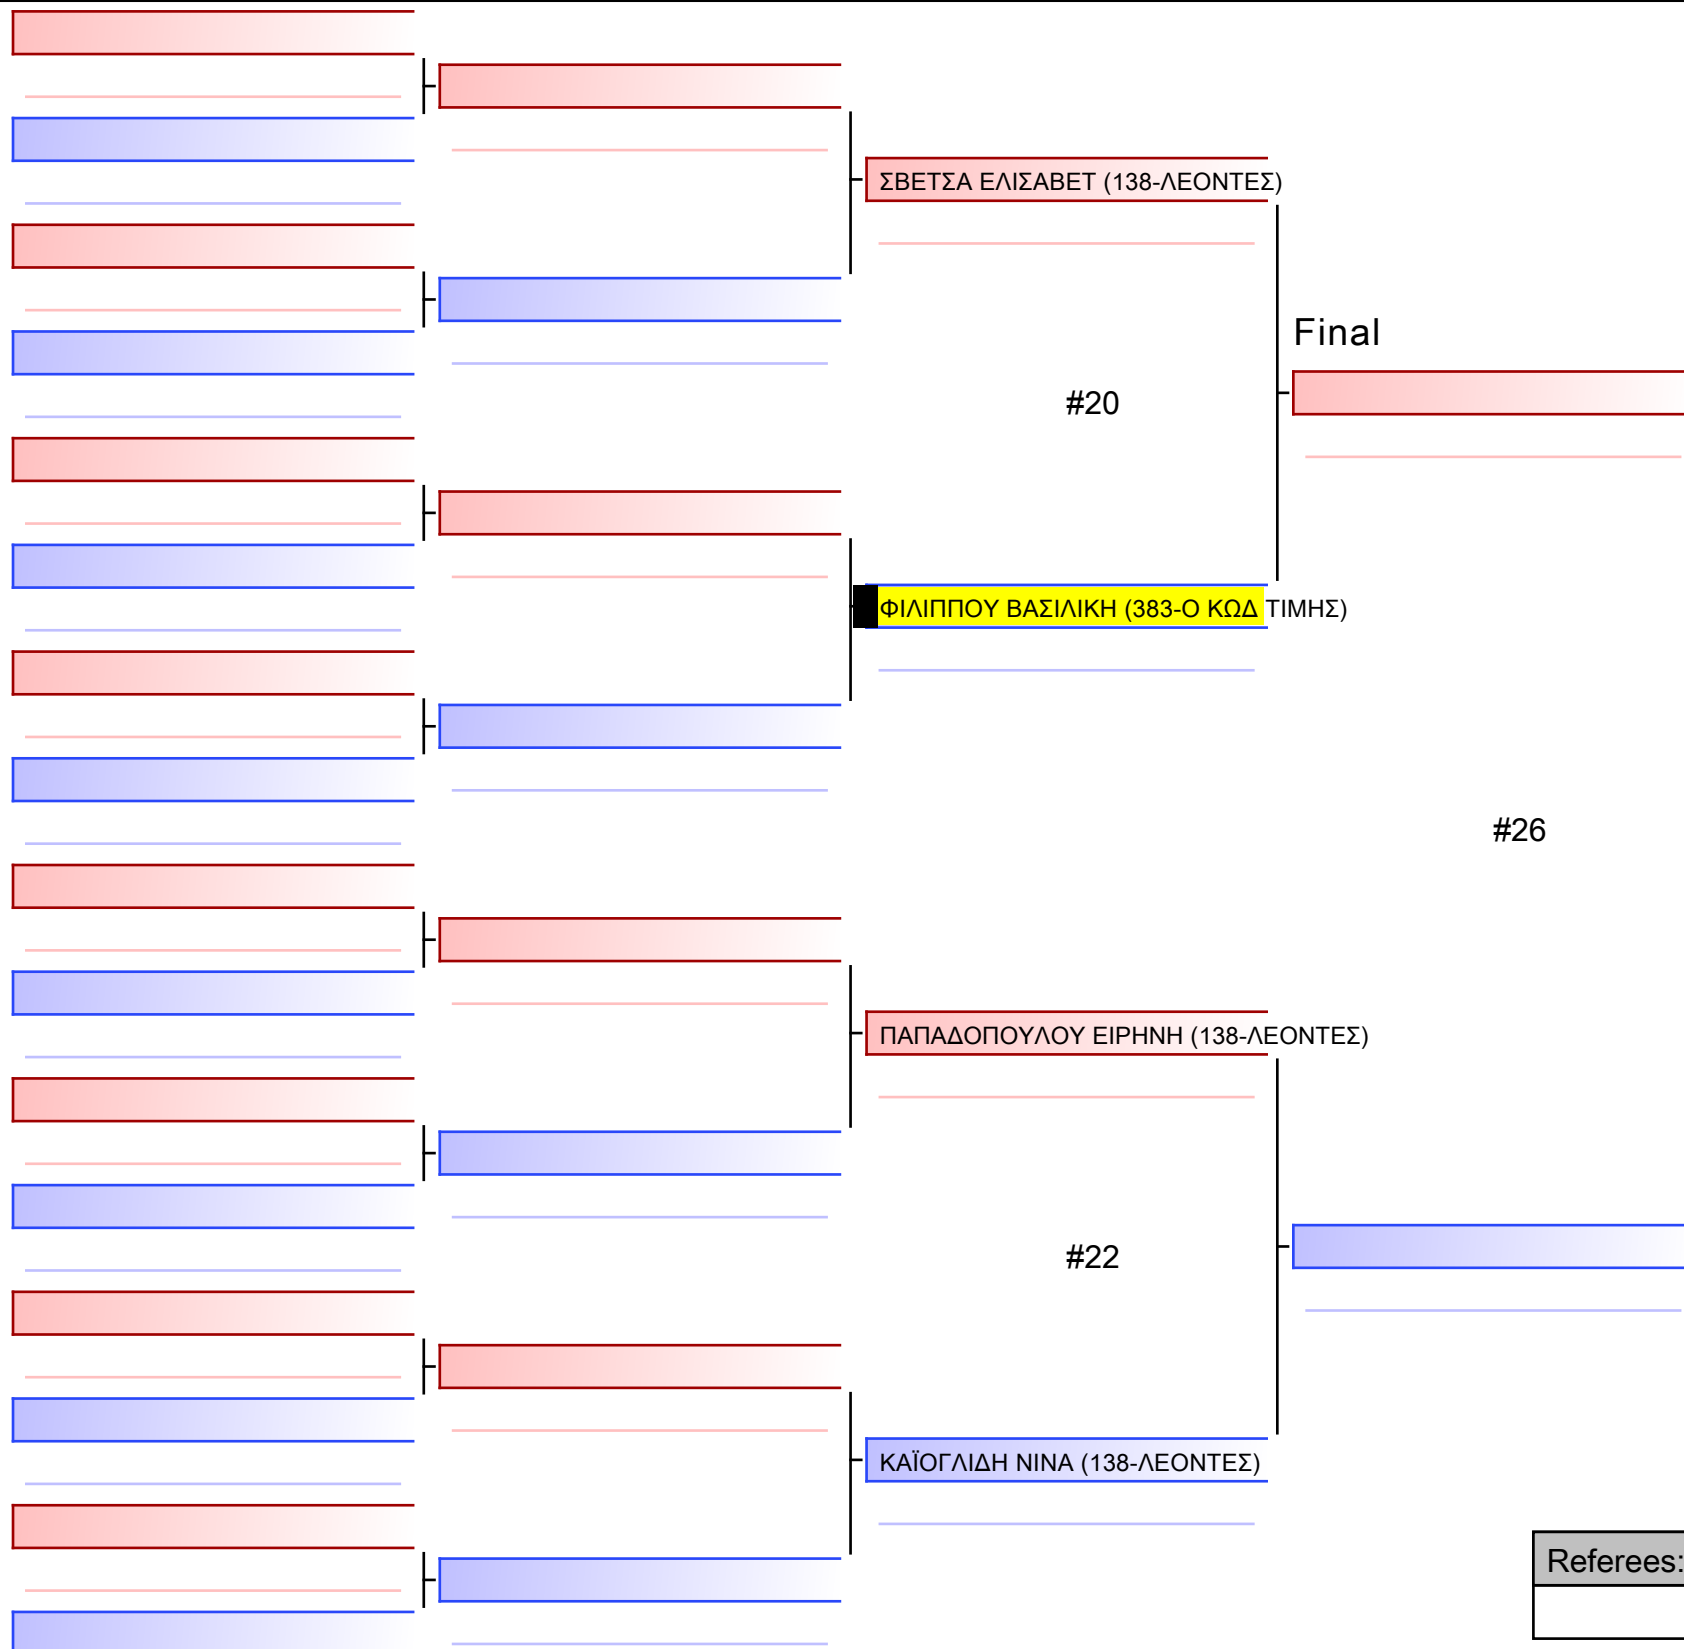 ΣΒΕΤΣΑ ΕΛΙΣΑΒΕΤ (138-ΛΕΟΝΤΕΣ)
Final
#20
ΦΙΛΙΠΠΟΥ ΒΑΣΙΛΙΚΗ (383-Ο ΚΩΔ ΤΙΜΗΣ)
#26
ΠΑΠΑΔΟΠΟΥΛΟΥ ΕΙΡΗΝΗ (138-ΛΕΟΝΤΕΣ)
#22
ΚΑΪΟΓΛΙΔΗ ΝΙΝΑ (138-ΛΕΟΝΤΕΣ)
Referees: